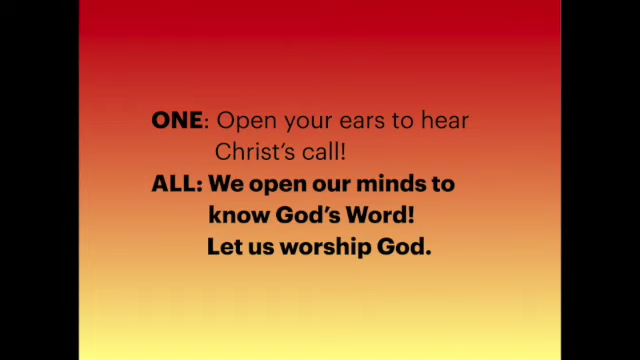 ONE: Open your ears to hear
Christ’s call!
ALL: We open our minds to
know God’s Word!
Let us worship God.